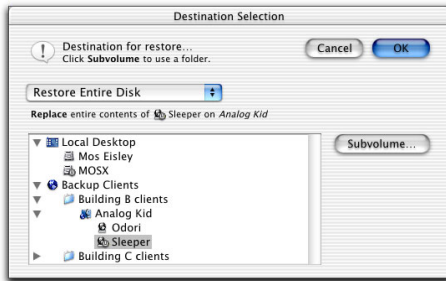 Destination Selection
Destination for restore...
Click Subvolume to use a folder.
Cancel
OK
Restore Entire Disk
Replace entire contents of Sleeper on Analog Kid
Local Desktop
Mos Eisley
MOSX
Subvolume...
Backup Clients
Building B clients
Analog Kid
Odori
Sleeper
Building C clients